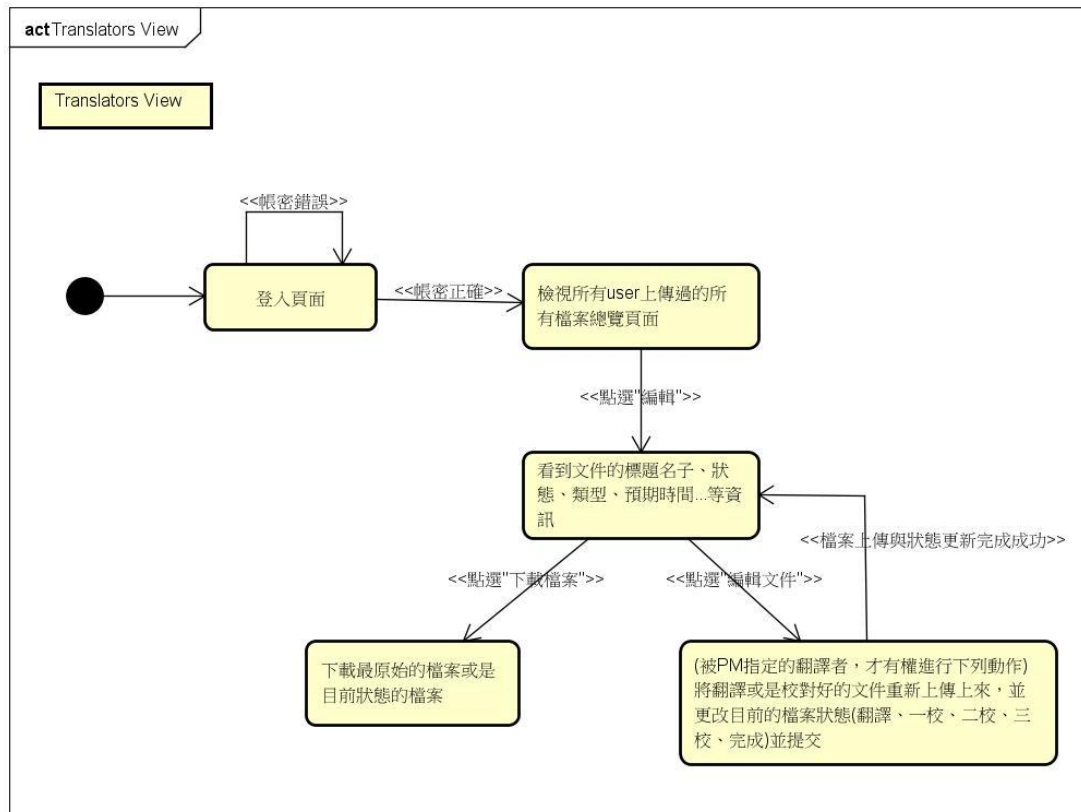 act Translators View
Translators View
<<帳密錯誤>>
登入頁面
<<帳密正確>>
檢視所有user上傳過的所
有檔案總覽頁面
<<點選"編輯">>
看到文件的標題名子、狀
態、類型、預期時間...等資
訊
<<檔案上傳與狀態更新完成成功>>
<<點選"下載檔案">>
<<點選"編輯文件">>
下載最原始的檔案或是
目前狀態的檔案
(被PM指定的翻譯者，才有權進行下列動作)
將翻譯或是校對好的文件重新上傳上來，並
更改目前的檔案狀態(翻譯、一校、二校、三
校、完成)並提交